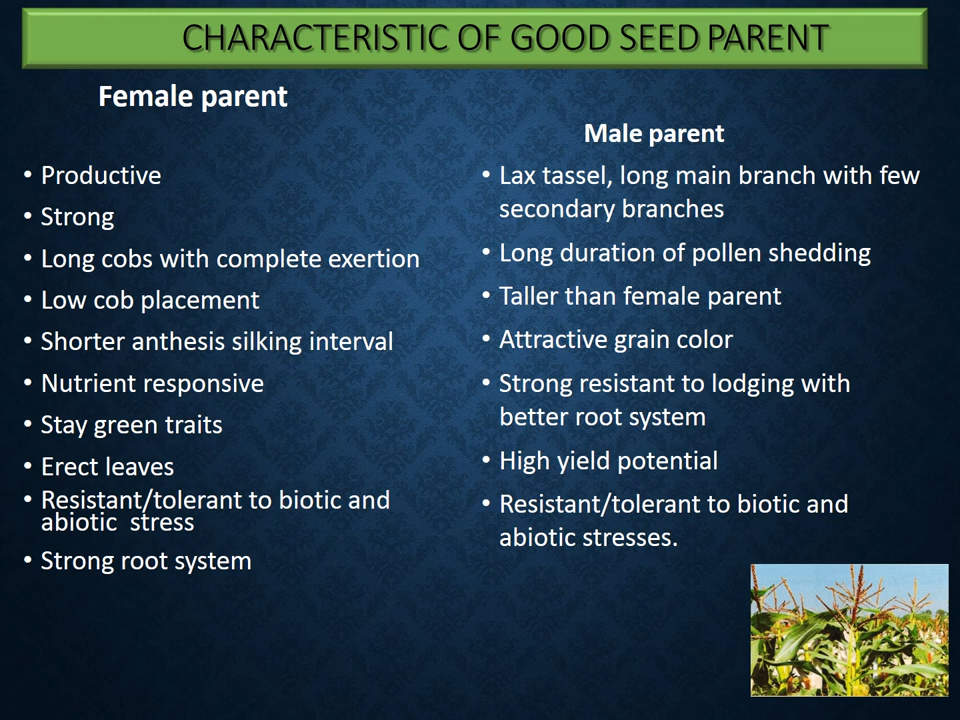 CHARACTERISTIC OF GOOD SEED PARENT
Female parent
• Productive
• Strong
• Long cobs with complete exertion
• Low cob placement
• Shorter anthesis silking interval
• Nutrient responsive
• Stay green traits
• Erect leaves
• Resistant/tolerant to biotic and
abiotic stress
• Strong root system
Male parent
• Lax tassel, long main branch with few
secondary branches
• Long duration of pollen shedding
• Taller than female parent
• Attractive grain color
• Strong resistant to lodging with
better root system
• High yield potential
• Resistant/tolerant to biotic and
abiotic stresses.